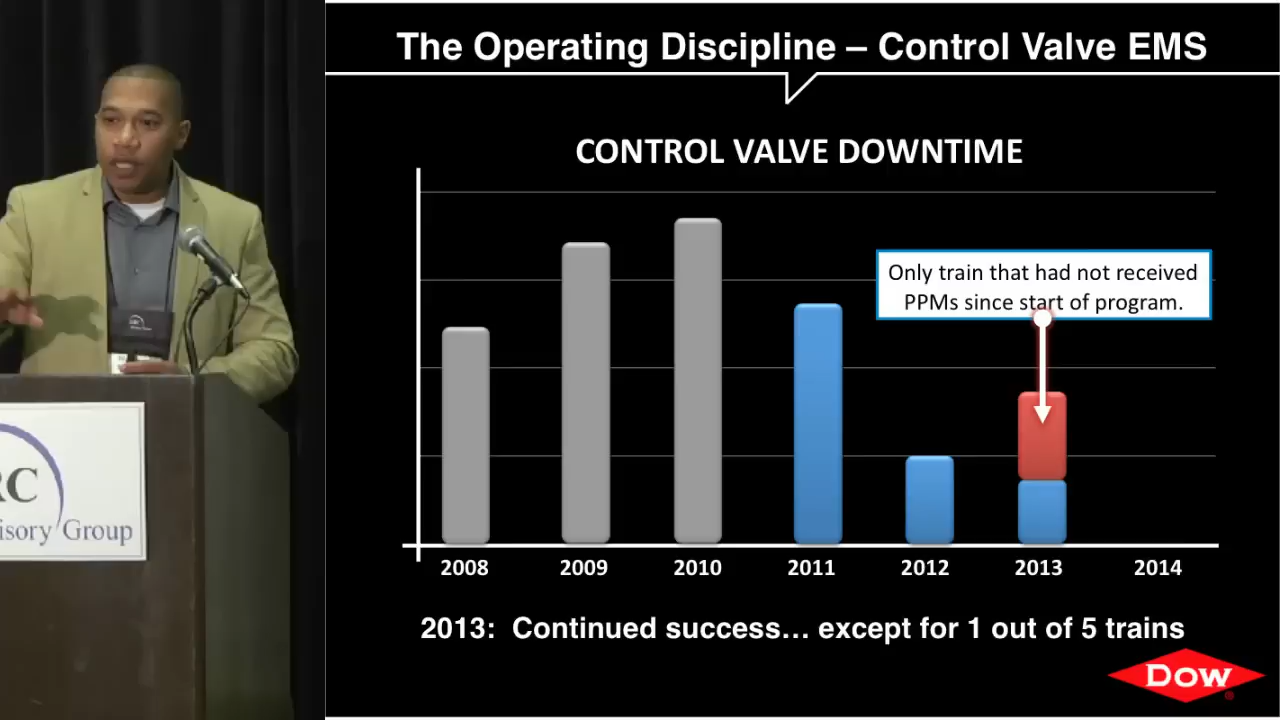 The Operating Discipline – Control Valve EMS
CONTROL VALVE DOWNTIME
Only train that had not received
PPMs since start of program.
2008 2009 2010 2011 2012 2013 2014
2013:  Continued success… except for 1 out of 5 trains
Dow
RC
isory Group